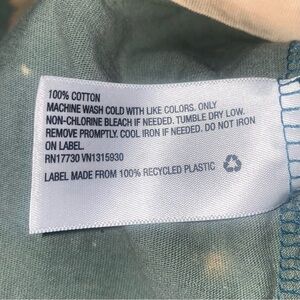 100% COTTON
MACHINE WASH COLD WITH LIKE COLORS. ONLY
NON-CHLORINE BLEACH IF NEEDED. TUMBLE DRY LOW.
REMOVE PROMPTLY. COOL IRON IF NEEDED. DO NOT IRON
ON LABEL.
RN17730 VN1315930
LABEL MADE FROM 100% RECYCLED PLASTIC